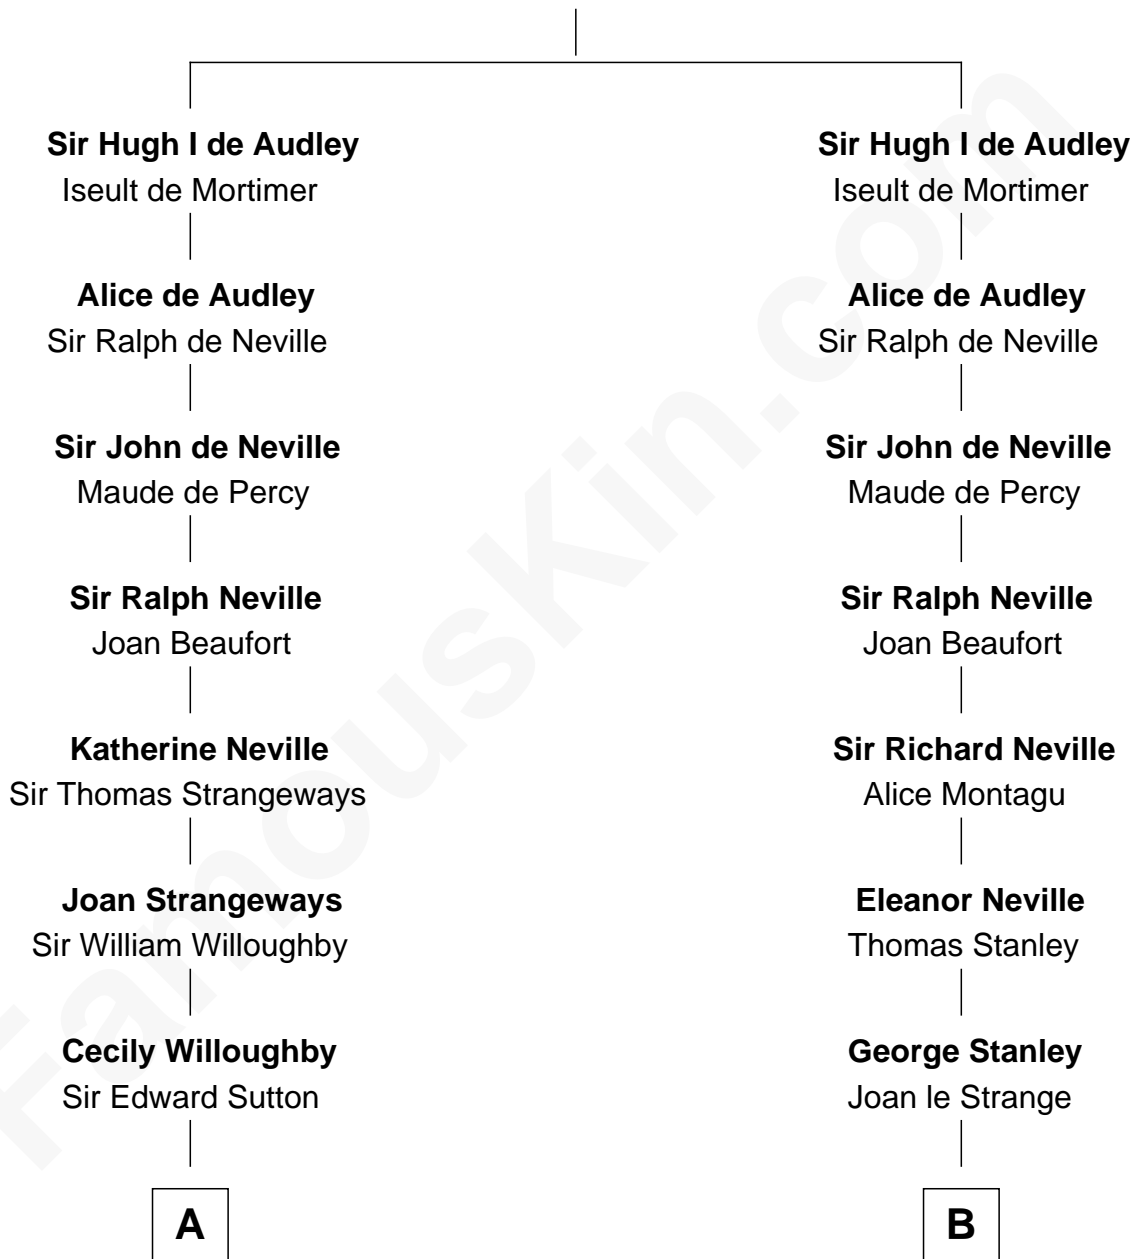 Sir Hugh I de Audley
Iseult de Mortimer
Alice de Audley
Sir Ralph de Neville
Sir John de Neville
Maude de Percy
Sir Ralph Neville
Joan Beaufort
Katherine Neville
Sir Thomas Strangeways
Joan Strangeways
Sir William Willoughby
Cecily Willoughby
Sir Edward Sutton
A
Sir Hugh I de Audley
Iseult de Mortimer
Alice de Audley
Sir Ralph de Neville
Sir John de Neville
Maude de Percy
Sir Ralph Neville
Joan Beaufort
Sir Richard Neville
Alice Montagu
Eleanor Neville
Thomas Stanley
George Stanley
Joan le Strange
B
FamousKin.com